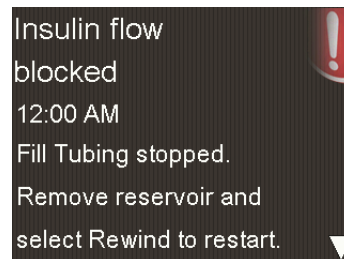 Insulin flow
blocked
12:00 AM
Fill Tubing stopped.
Remove reservoir and
select Rewind to restart.